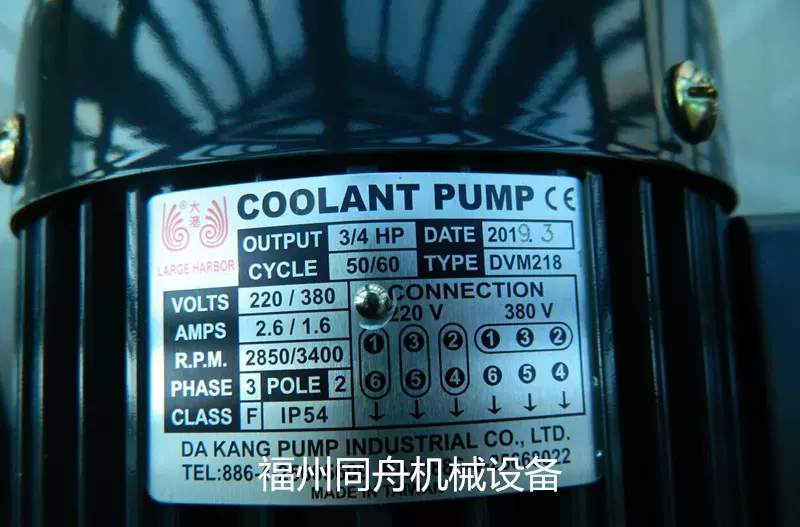 ®大港
LARGE HARBOR
COOLANT PUMP CE
OUTPUT 3/4 HP DATE 2019.3
CYCLE 50/60 TYPE DVM218
VOLTS 220 / 380
AMPS 2.6 / 1.6
R.P.M. 2850/3400
PHASE 3 POLE 2
CLASS F IP54
CONNECTION
220 V 380 V
1 3 2 1 3 2
6 5 4 6 5 4
↓ ↓ ↓ ↓ ↓ ↓
DA KANG PUMP INDUSTRIAL CO., LTD.
TEL:886-
福州同舟机械设备
MADE IN TAIWAN